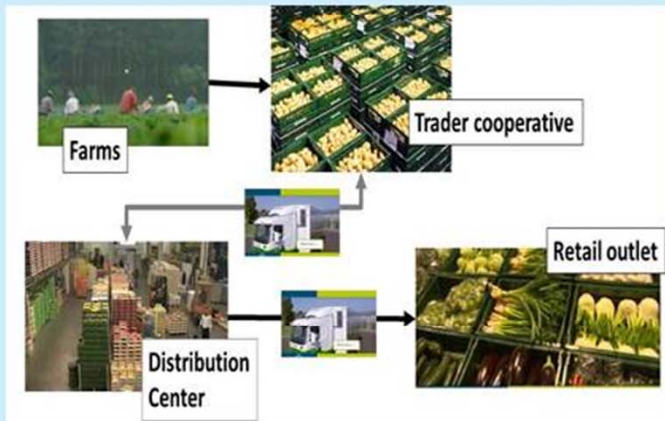 Farms
Trader cooperative
Retail outlet
Distribution
Center